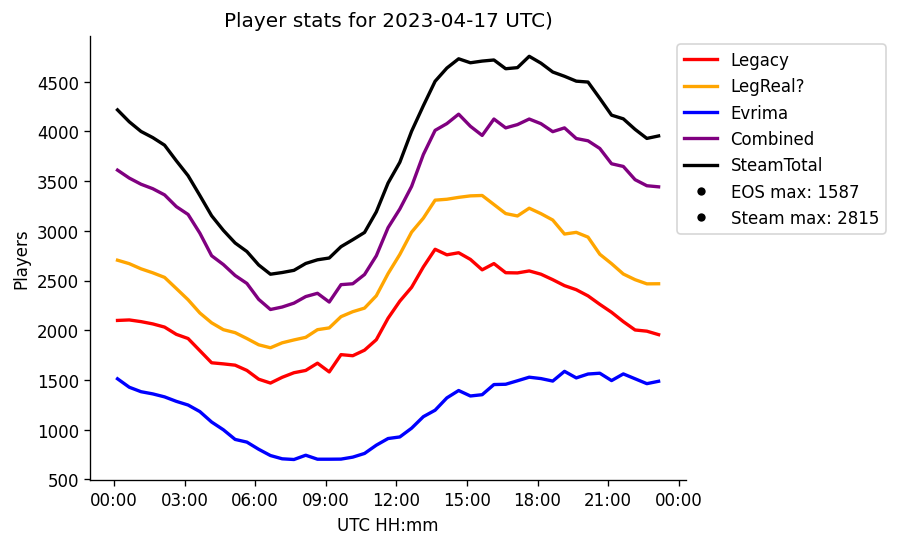 Player stats for 2023-04-17 UTC)
Legacy
LegReal?
Evrima
Combined
SteamTotal
EOS max: 1587
Steam max: 2815
Players
4500
4000
3500
3000
2500
2000
1500
1000
500
00:00 03:00 06:00 09:00 12:00 15:00 18:00 21:00 00:00
UTC HH:mm